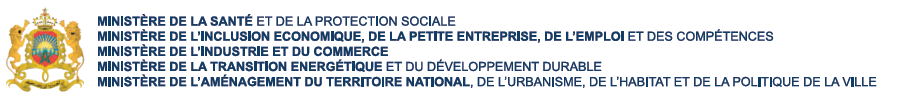 MINISTÈRE DE LA SANTÉ ET DE LA PROTECTION SOCIALE
MINISTÈRE DE L'INCLUSION ECONOMIQUE, DE LA PETITE ENTREPRISE, DE L'EMPLOI ET DES COMPÉTENCES
MINISTÈRE DE L'INDUSTRIE ET DU COMMERCE
MINISTÈRE DE LA TRANSITION ENERGÉTIQUE ET DU DÉVELOPPEMENT DURABLE
MINISTÈRE DE L'AMÉNAGEMENT DU TERRITOIRE NATIONAL, DE L'URBANISME, DE L'HABITAT ET DE LA POLITIQUE DE LA VILLE